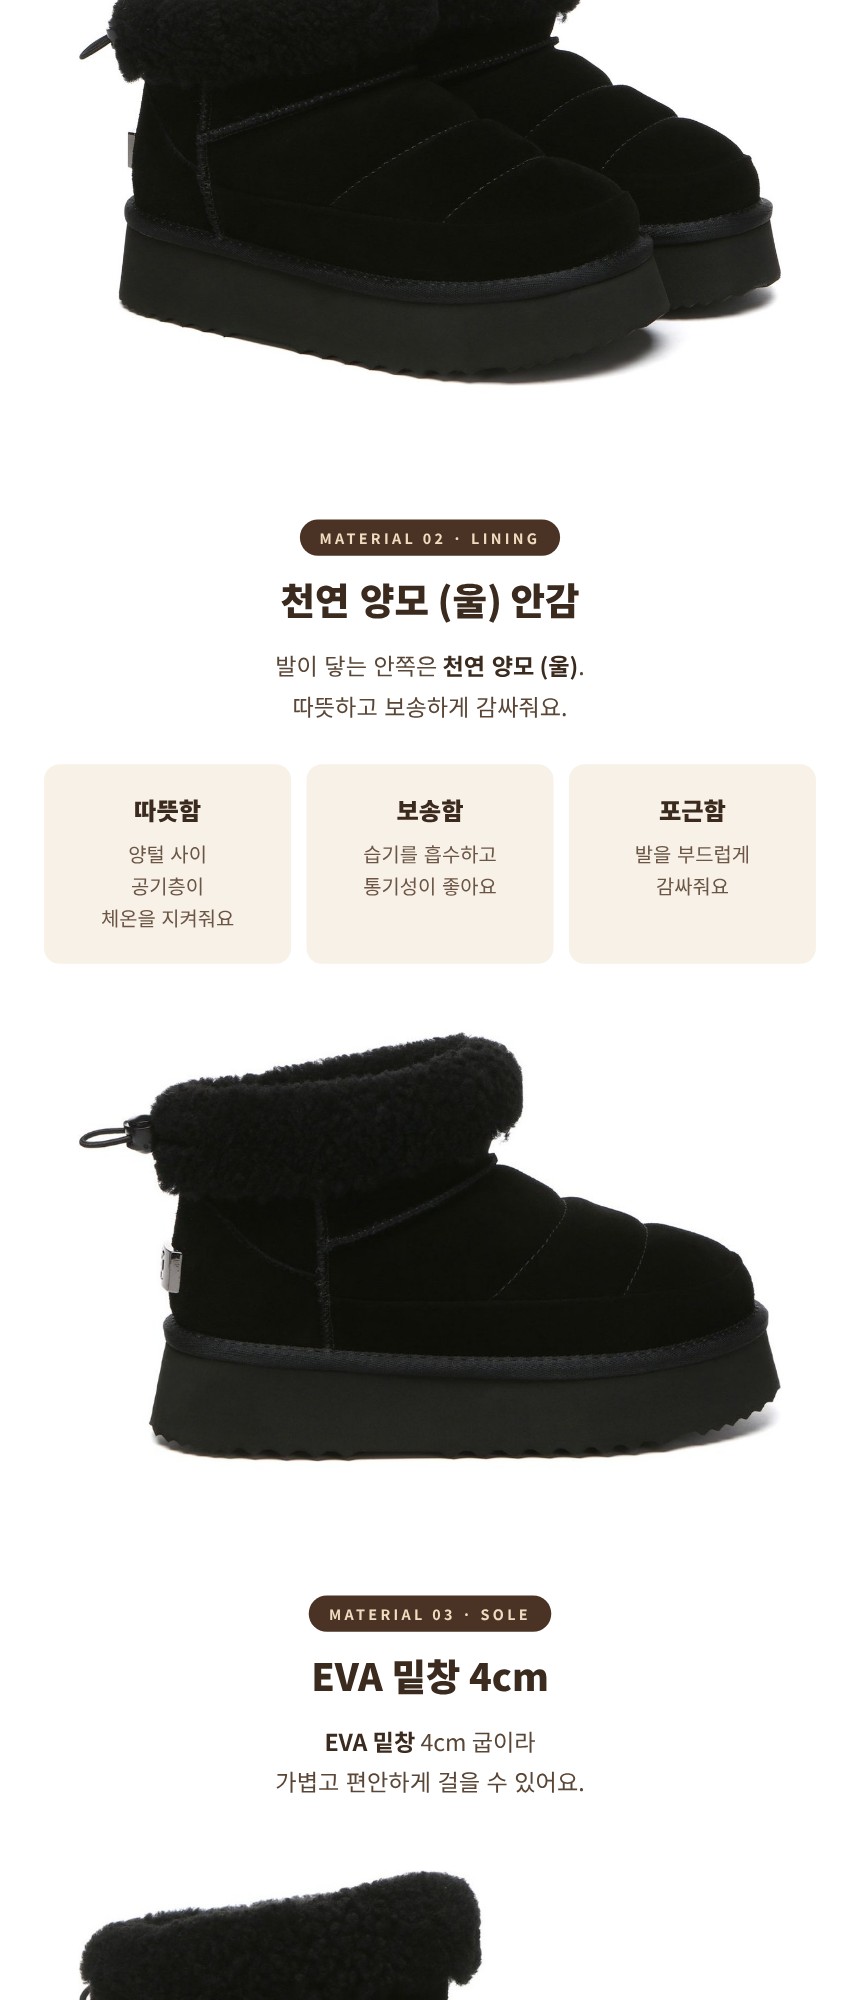 MATERIAL 02 · LINING
천연 양모 (울) 안감
발이 닿는 안쪽은 천연 양모 (울).
따뜻하고 보송하게 감싸줘요.
따뜻함
양털 사이
공기층이
체온을 지켜줘요
보송함
습기를 흡수하고
통기성이 좋아요
포근함
발을 부드럽게
감싸줘요
MATERIAL 03 · SOLE
EVA 밑창 4cm
EVA 밑창 4cm 굽이라
가볍고 편안하게 걸을 수 있어요.